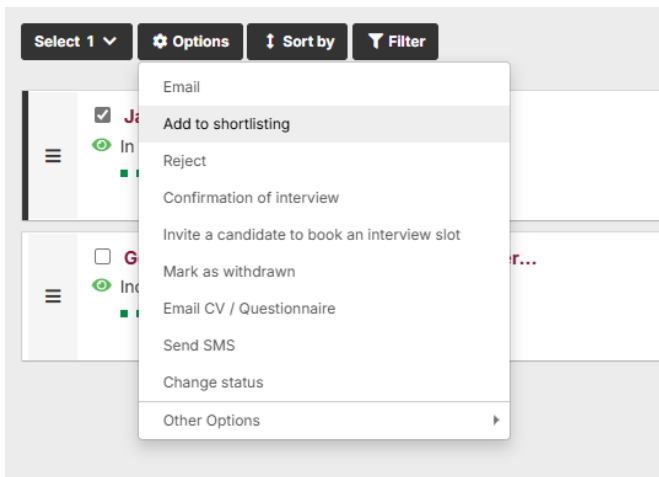 Select 1
Options
Sort by
Filter
Email
Add to shortlisting
In
Reject
Confirmation of interview
Invite a candidate to book an interview slot
Mark as withdrawn
Email CV / Questionnaire
Send SMS
Change status
Other Options